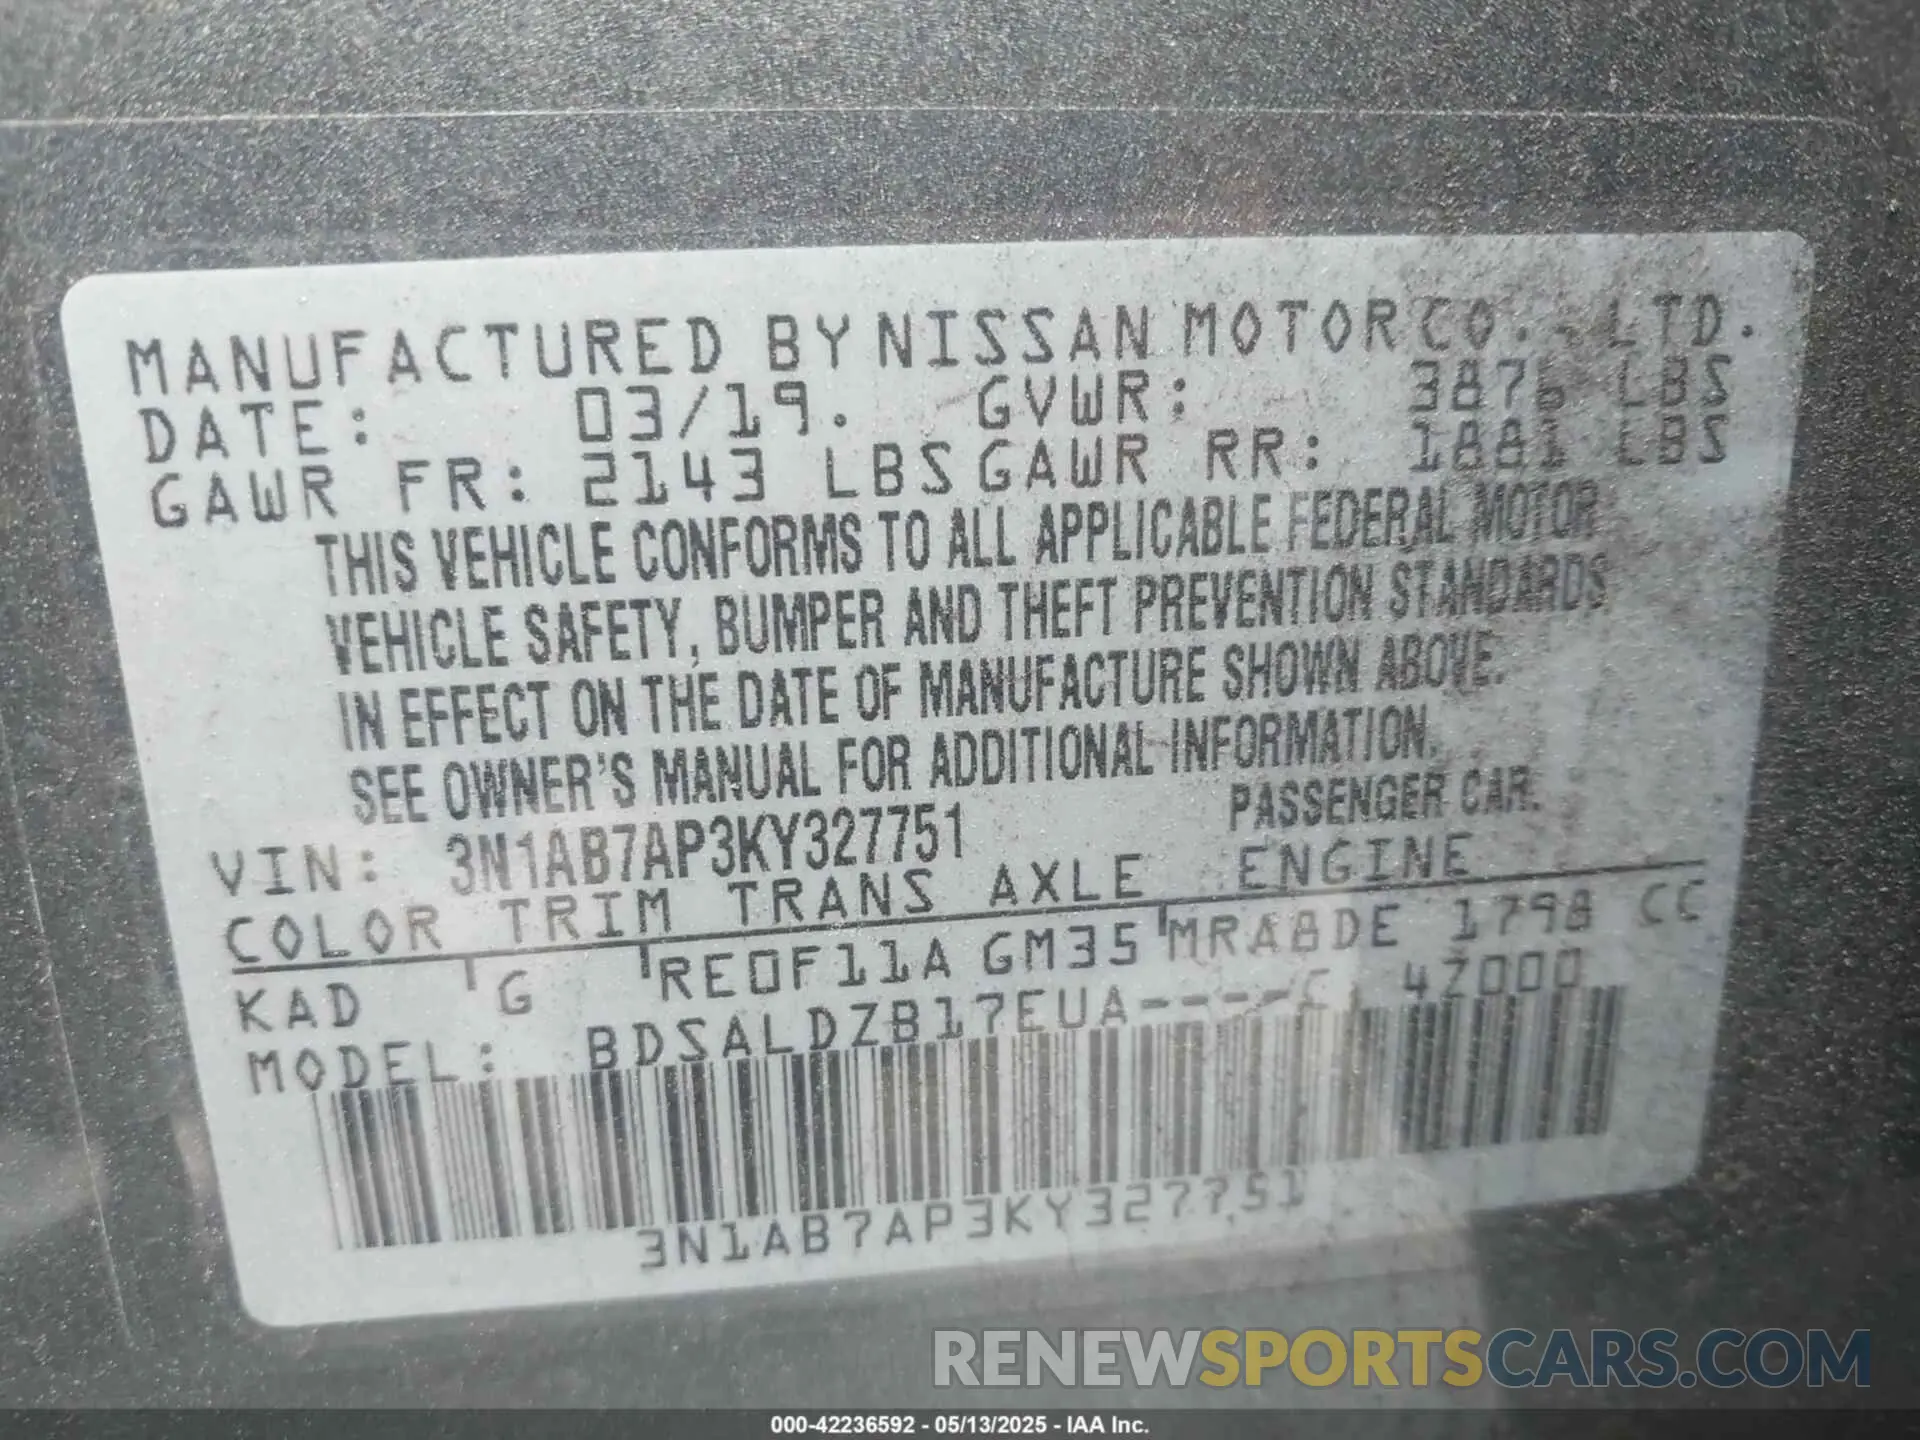 MANUFACTURED BY NISSAN MOTOR CO., LTD.
DATE: 03/19. GVWR: 3876 LBS
GAWR FR: 2143 LBS GAWR RR: 1881 LBS
THIS VEHICLE CONFORMS TO ALL APPLICABLE FEDERAL MOTOR
VEHICLE SAFETY, BUMPER AND THEFT PREVENTION STANDARDS
IN EFFECT ON THE DATE OF MANUFACTURE SHOWN ABOVE.
SEE OWNER'S MANUAL FOR ADDITIONAL INFORMATION.
VIN: 3N1AB7AP3KY327751 PASSENGER CAR.
COLOR TRIM TRANS AXLE ENGINE
KAD G RE0F11A GM35 MRA8DE 1798 CC
MODEL: BDSALDZB17EUA----C, 4Z000
3N1AB7AP3KY327751
RENEWSPORTSCARS.COM
000-42236592 - 05/13/2025 - IAA Inc.